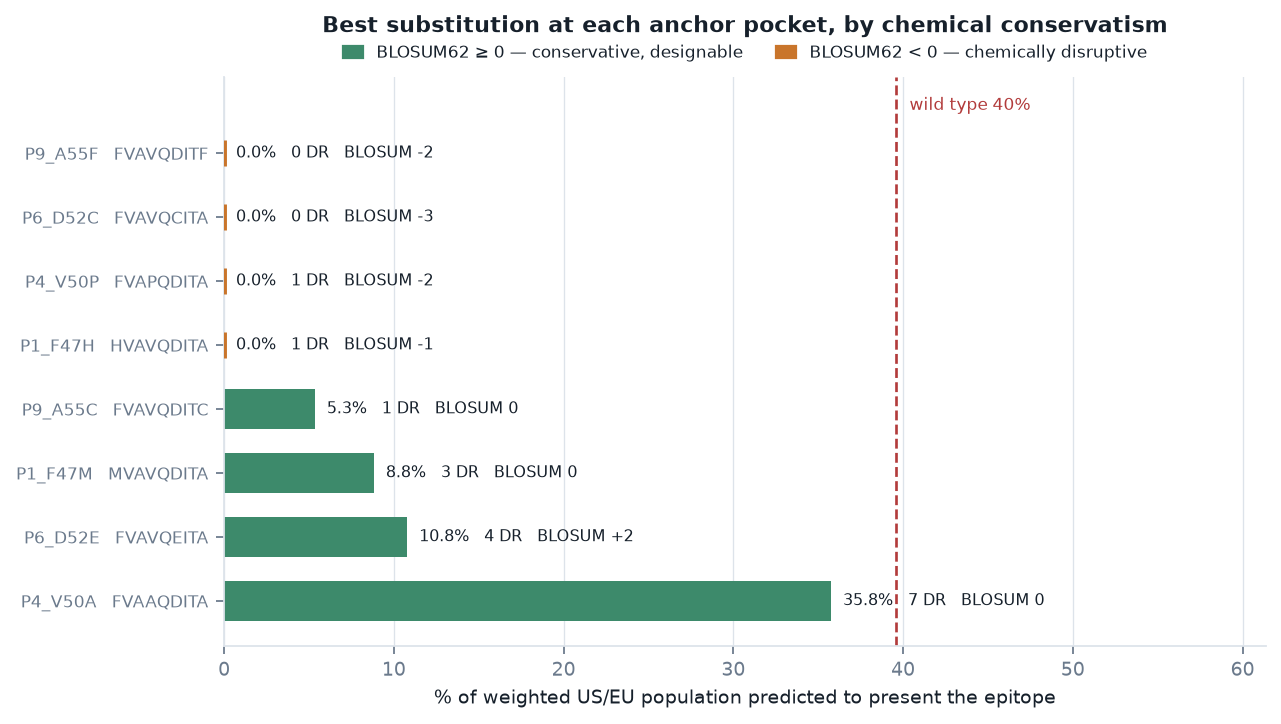 Best substitution at each anchor pocket, by chemical conservatism
BLOSUM62 ≥ 0 — conservative, designable
BLOSUM62 < 0 — chemically disruptive
wild type 40%
P9_A55F FVAVQDITF 0.0% 0 DR BLOSUM -2
P6_D52C FVAVQCITA 0.0% 0 DR BLOSUM -3
P4_V50P FVAPQDITA 0.0% 1 DR BLOSUM -2
P1_F47H HVAVQDITA 0.0% 1 DR BLOSUM -1
P9_A55C FVAVQDITC 5.3% 1 DR BLOSUM 0
P1_F47M MVAVQDITA 8.8% 3 DR BLOSUM 0
P6_D52E FVAVQEITA 10.8% 4 DR BLOSUM +2
P4_V50A FVAAQDITA 35.8% 7 DR BLOSUM 0
0 10 20 30 40 50 60
% of weighted US/EU population predicted to present the epitope